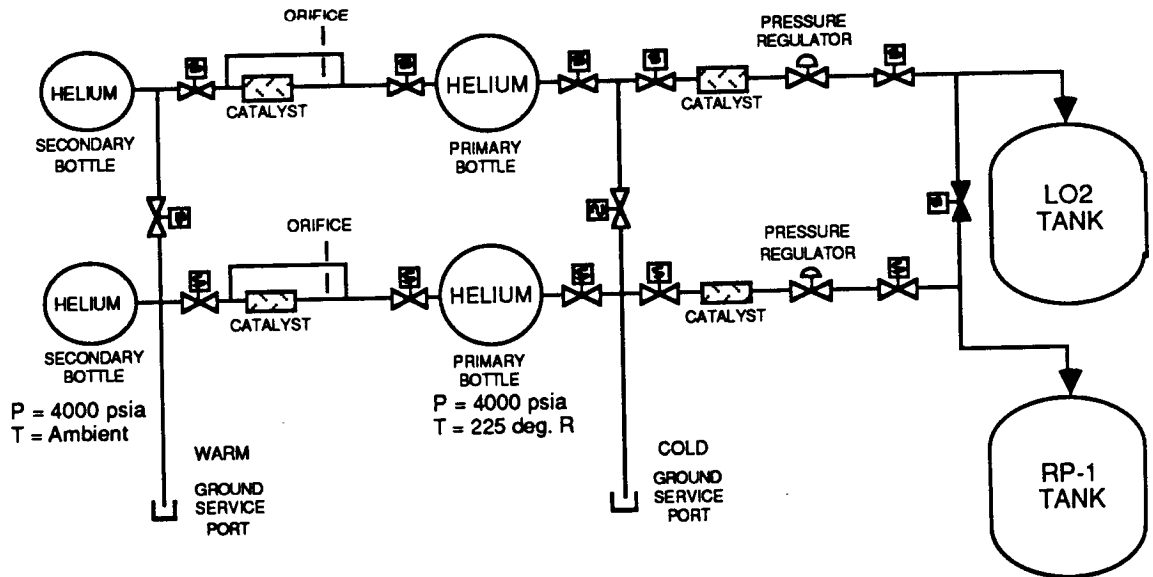 ORIFICE
PRESSURE
REGULATOR
HELIUM
CATALYST
HELIUM
CATALYST
SECONDARY
BOTTLE
PRIMARY
BOTTLE
LO2
TANK
ORIFICE
PRESSURE
REGULATOR
HELIUM
CATALYST
HELIUM
CATALYST
SECONDARY
BOTTLE
PRIMARY
BOTTLE
P = 4000 psia
T = Ambient
P = 4000 psia
T = 225 deg. R
WARM
GROUND
SERVICE
PORT
COLD
GROUND
SERVICE
PORT
RP-1
TANK